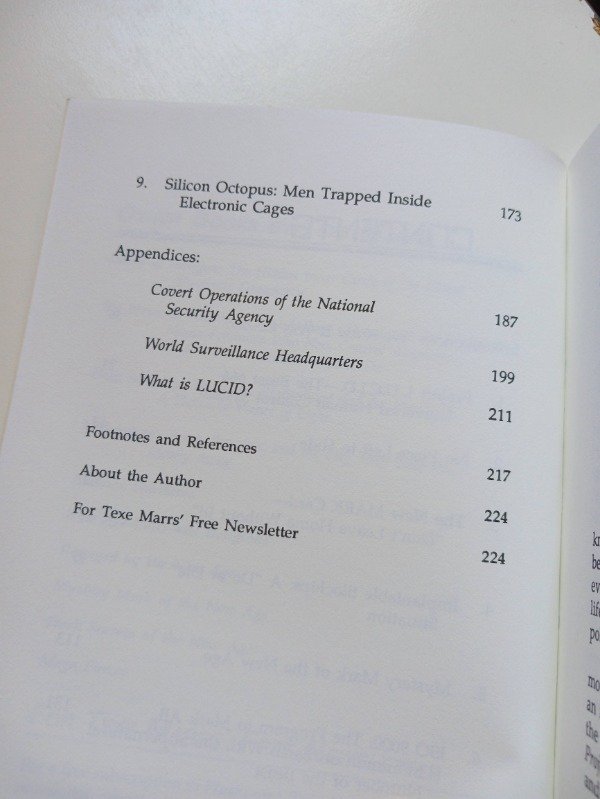 9. Silicon Octopus: Men Trapped Inside
Electronic Cages 173
Appendices:
Covert Operations of the National
Security Agency 187
World Surveillance Headquarters 199
What is LUCID? 211
Footnotes and References 217
About the Author 224
For Texe Marrs' Free Newsletter 224